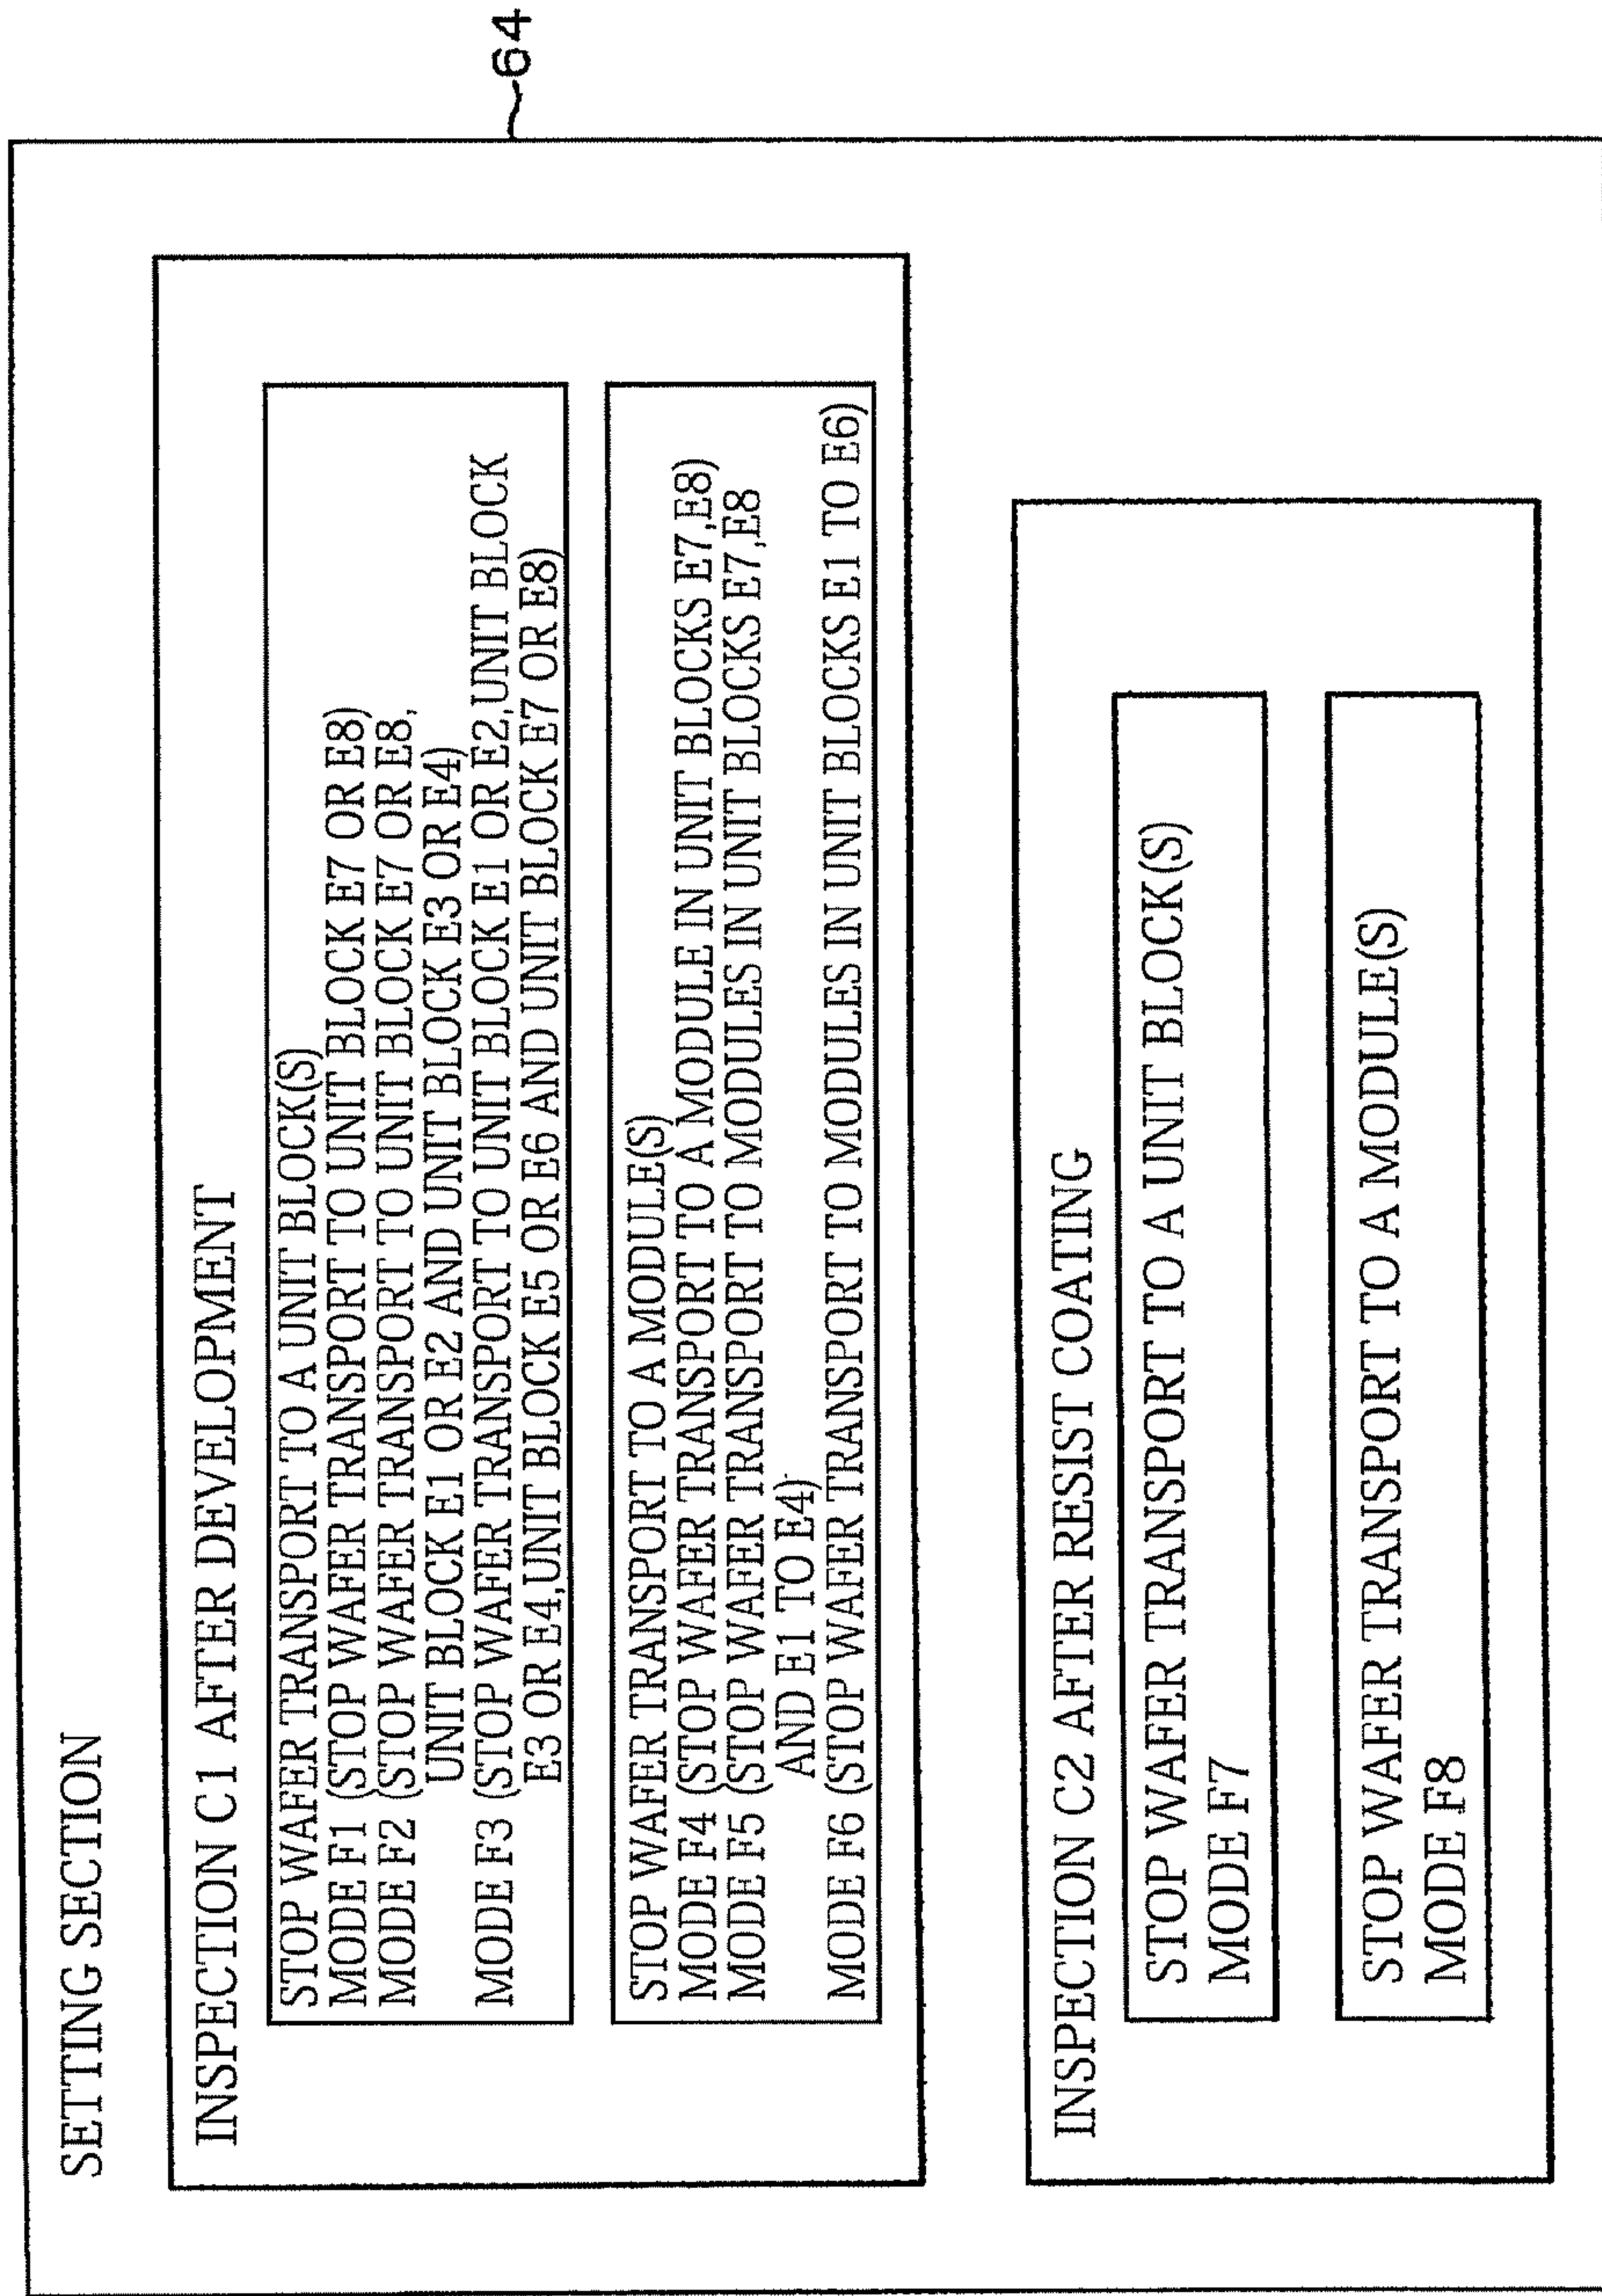 SETTING SECTION
INSPECTION C1 AFTER DEVELOPMENT
STOP WAFER TRANSPORT TO A UNIT BLOCK(S)
MODE F1 (STOP WAFER TRANSPORT TO UNIT BLOCK E7 OR E8)
MODE F2 (STOP WAFER TRANSPORT TO UNIT BLOCK E7 OR E8,
UNIT BLOCK E1 OR E2 AND UNIT BLOCK E3 OR E4)
MODE F3 (STOP WAFER TRANSPORT TO UNIT BLOCK E1 OR E2,UNIT BLOCK
E3 OR E4,UNIT BLOCK E5 OR E6 AND UNIT BLOCK E7 OR E8)
STOP WAFER TRANSPORT TO A MODULE(S)
MODE F4 (STOP WAFER TRANSPORT TO A MODULE IN UNIT BLOCKS E7,E8)
MODE F5 (STOP WAFER TRANSPORT TO MODULES IN UNIT BLOCKS E7,E8
AND E1 TO E4)
MODE F6 (STOP WAFER TRANSPORT TO MODULES IN UNIT BLOCKS E1 TO E6)
INSPECTION C2 AFTER RESIST COATING
STOP WAFER TRANSPORT TO A UNIT BLOCK(S)
MODE F7
STOP WAFER TRANSPORT TO A MODULE(S)
MODE F8
64